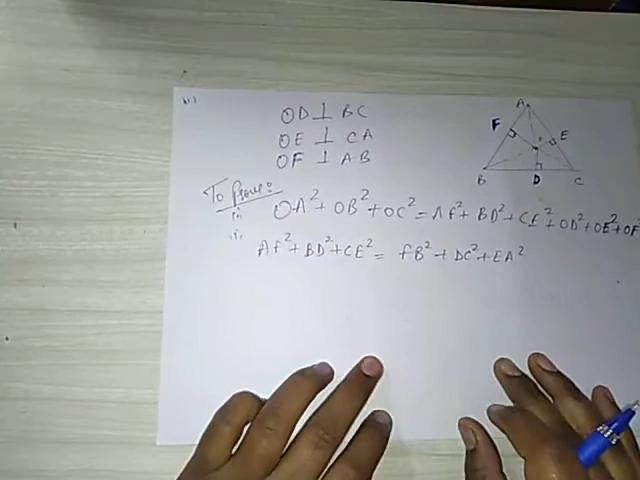 OD ⊥ BC
OE ⊥ CA
OF ⊥ AB
A
F
E
B
D
C
To Prove:
(i) OA² + OB² + OC² = AF² + BD² + CE² + OD² + OE² + OF
AF² + BD² + CE² = FB² + DC² + EA²